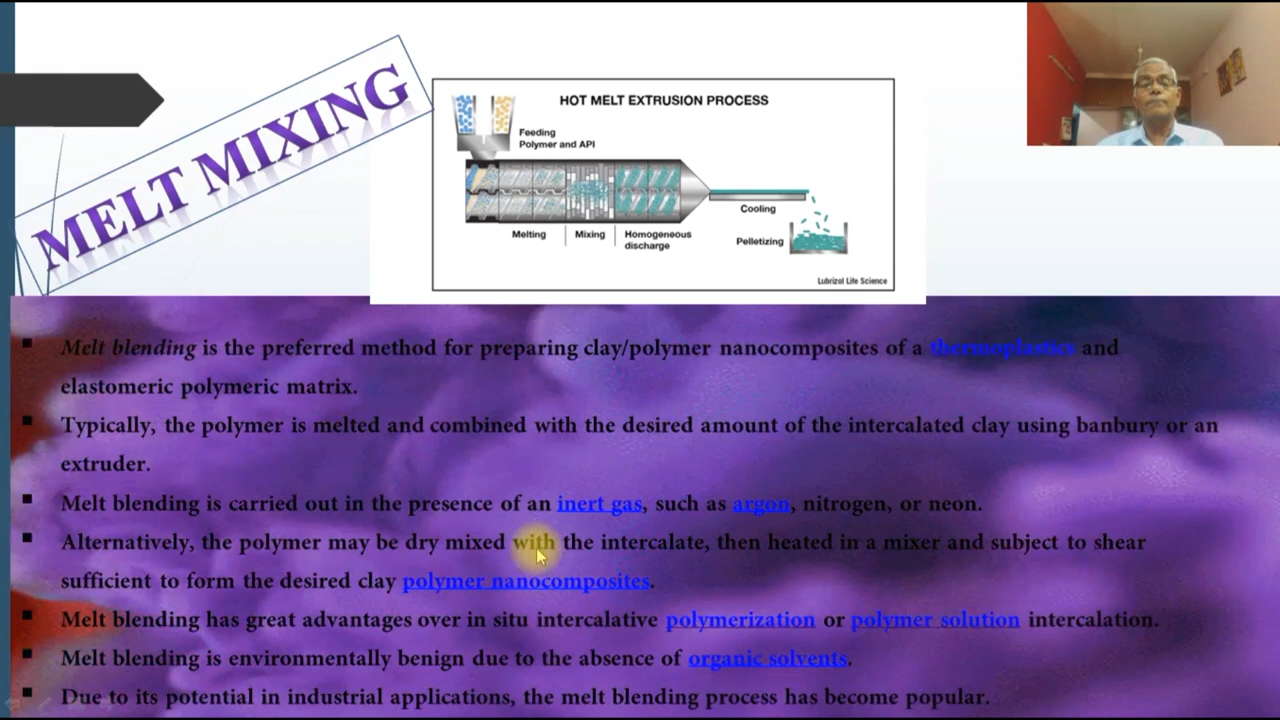 MELT MIXING
HOT MELT EXTRUSION PROCESS
Feeding
Polymer and API
Melting
Mixing
Homogeneous
discharge
Cooling
Pelletizing
Lubrizol Life Science
Melt blending is the preferred method for preparing clay/polymer nanocomposites of a thermoplastics and
elastomeric polymeric matrix.
Typically, the polymer is melted and combined with the desired amount of the intercalated clay using banbury or an
extruder.
Melt blending is carried out in the presence of an inert gas, such as argon, nitrogen, or neon.
Alternatively, the polymer may be dry mixed with the intercalate, then heated in a mixer and subject to shear
sufficient to form the desired clay polymer nanocomposites.
Melt blending has great advantages over in situ intercalative polymerization or polymer solution intercalation.
Melt blending is environmentally benign due to the absence of organic solvents.
Due to its potential in industrial applications, the melt blending process has become popular.